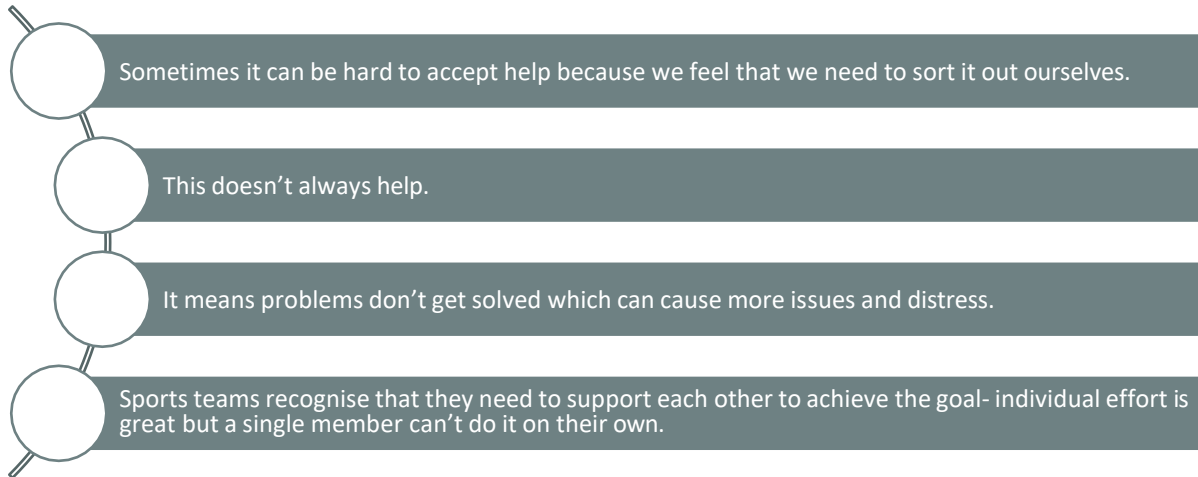 Sometimes it can be hard to accept help because we feel that we need to sort it out ourselves.
This doesn’t always help.
It means problems don’t get solved which can cause more issues and distress.
Sports teams recognise that they need to support each other to achieve the goal- individual effort is
great but a single member can’t do it on their own.